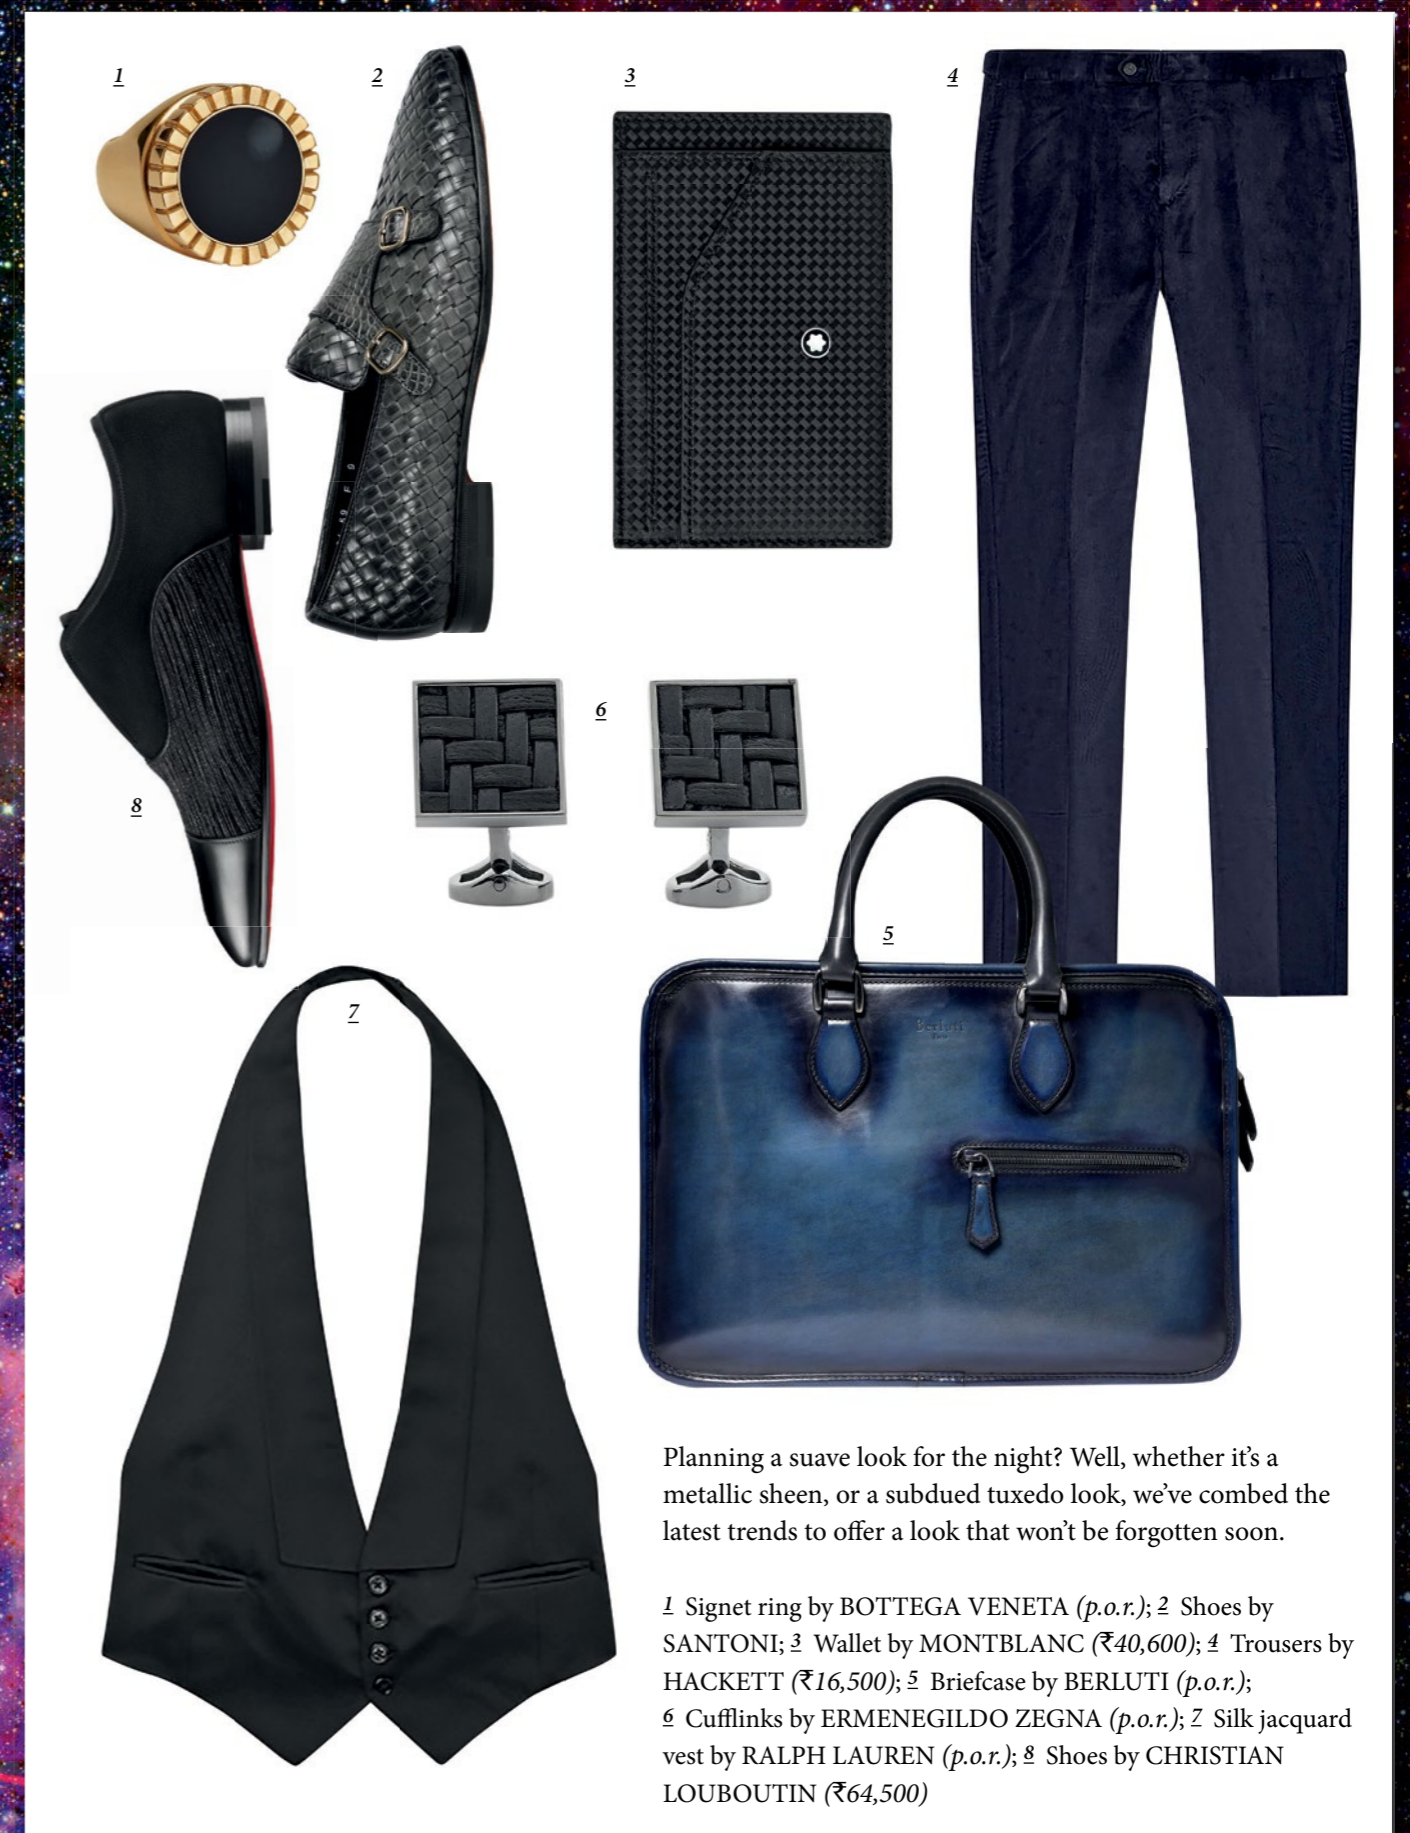 1
2
3
4
6
8
5
7
Berluti
Planning a suave look for the night? Well, whether it’s a
metallic sheen, or a subdued tuxedo look, we’ve combed the
latest trends to offer a look that won’t be forgotten soon.
1 Signet ring by BOTTEGA VENETA (p.o.r.); 2 Shoes by
SANTONI; 3 Wallet by MONTBLANC (₹40,600); 4 Trousers by
HACKETT (₹16,500); 5 Briefcase by BERLUTI (p.o.r.);
6 Cufflinks by ERMENEGILDO ZEGNA (p.o.r.); 7 Silk jacquard
vest by RALPH LAUREN (p.o.r.); 8 Shoes by CHRISTIAN
LOUBOUTIN (₹64,500)